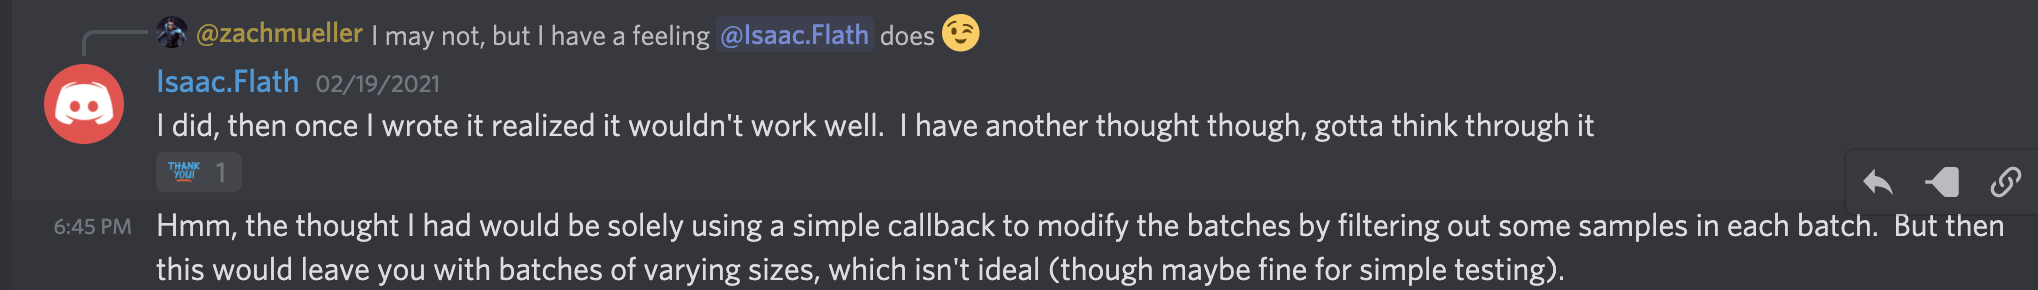 @zachmueller I may not, but I have a feeling @Isaac.Flath does 😉
Isaac.Flath 02/19/2021
I did, then once I wrote it realized it wouldn't work well.  I have another thought though, gotta think through it
THANK YOU! 1
6:45 PM Hmm, the thought I had would be solely using a simple callback to modify the batches by filtering out some samples in each batch.  But then
this would leave you with batches of varying sizes, which isn't ideal (though maybe fine for simple testing).